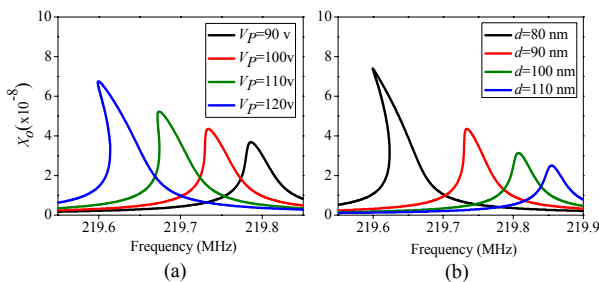 10
8
6
4
2
0
X₀(x10^-8)
V_P=90 v
V_P=100v
V_P=110v
V_P=120v
219.6
219.7
219.8
Frequency (MHz)
(a)
10
8
6
4
2
0
d=80 nm
d=90 nm
d=100 nm
d=110 nm
219.6
219.7
219.8
219.9
Frequency (MHz)
(b)